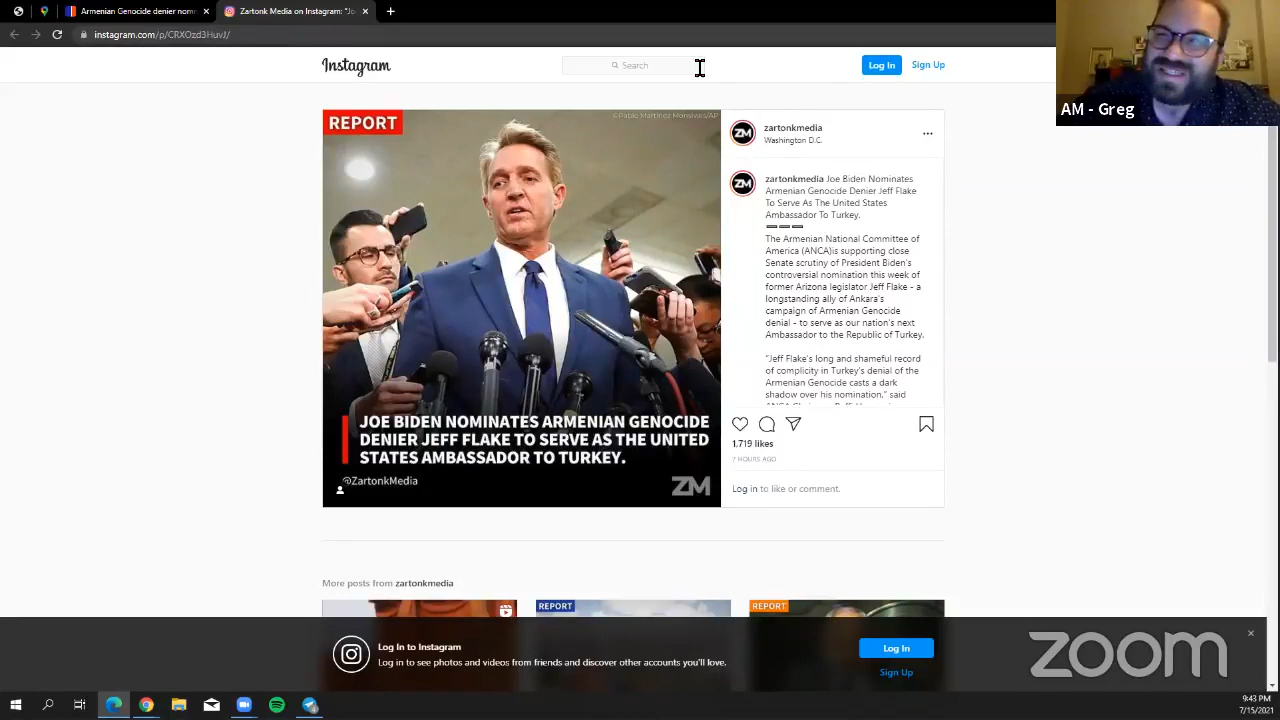 Armenian Genocide denier nom
Zartonk Media on Instagram: "Jo
instagram.com/p/CRXOzd3HuvJ/
AM - Greg
Instagram
Search
Log In
Sign Up
REPORT
©Pablo Martinez Monsivais/AP
JOE BIDEN NOMINATES ARMENIAN GENOCIDE
DENIER JEFF FLAKE TO SERVE AS THE UNITED
STATES AMBASSADOR TO TURKEY.
@ZartonkMedia
ZM
ZM
zartonkmedia
Washington D.C.
ZM
zartonkmedia Joe Biden Nominates
Armenian Genocide Denier Jeff Flake
To Serve As The United States
Ambassador To Turkey.
The Armenian National Committee of
America (ANCA)is supporting close
Senate scrutiny of President Biden's
controversial nomination this week of
former Arizona legislator Jeff Flake - a
longstanding ally of Ankara's
campaign of Armenian Genocide
denial - to serve as our nation's next
Ambassador to the Republic of Turkey.
"Jeff Flake's long and shameful record
of complicity in Turkey's denial of the
Armenian Genocide casts a dark
shadow over his nomination," said
1,719 likes
7 HOURS AGO
Log in to like or comment.
More posts from zartonkmedia
REPORT
REPORT
Log In to Instagram
Log in to see photos and videos from friends and discover other accounts you'll love.
Log In
Sign Up
zoom
9:43 PM
7/15/2021